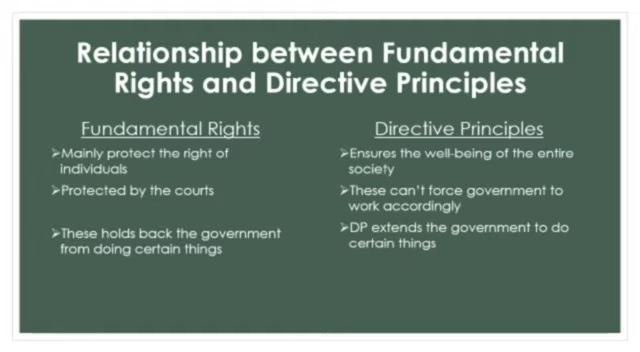 Relationship between Fundamental
Rights and Directive Principles
Fundamental Rights
➢Mainly protect the right of
individuals
➢Protected by the courts
➢These holds back the government
from doing certain things
Directive Principles
➢Ensures the well-being of the entire
society
➢These can't force government to
work accordingly
➢DP extends the government to do
certain things